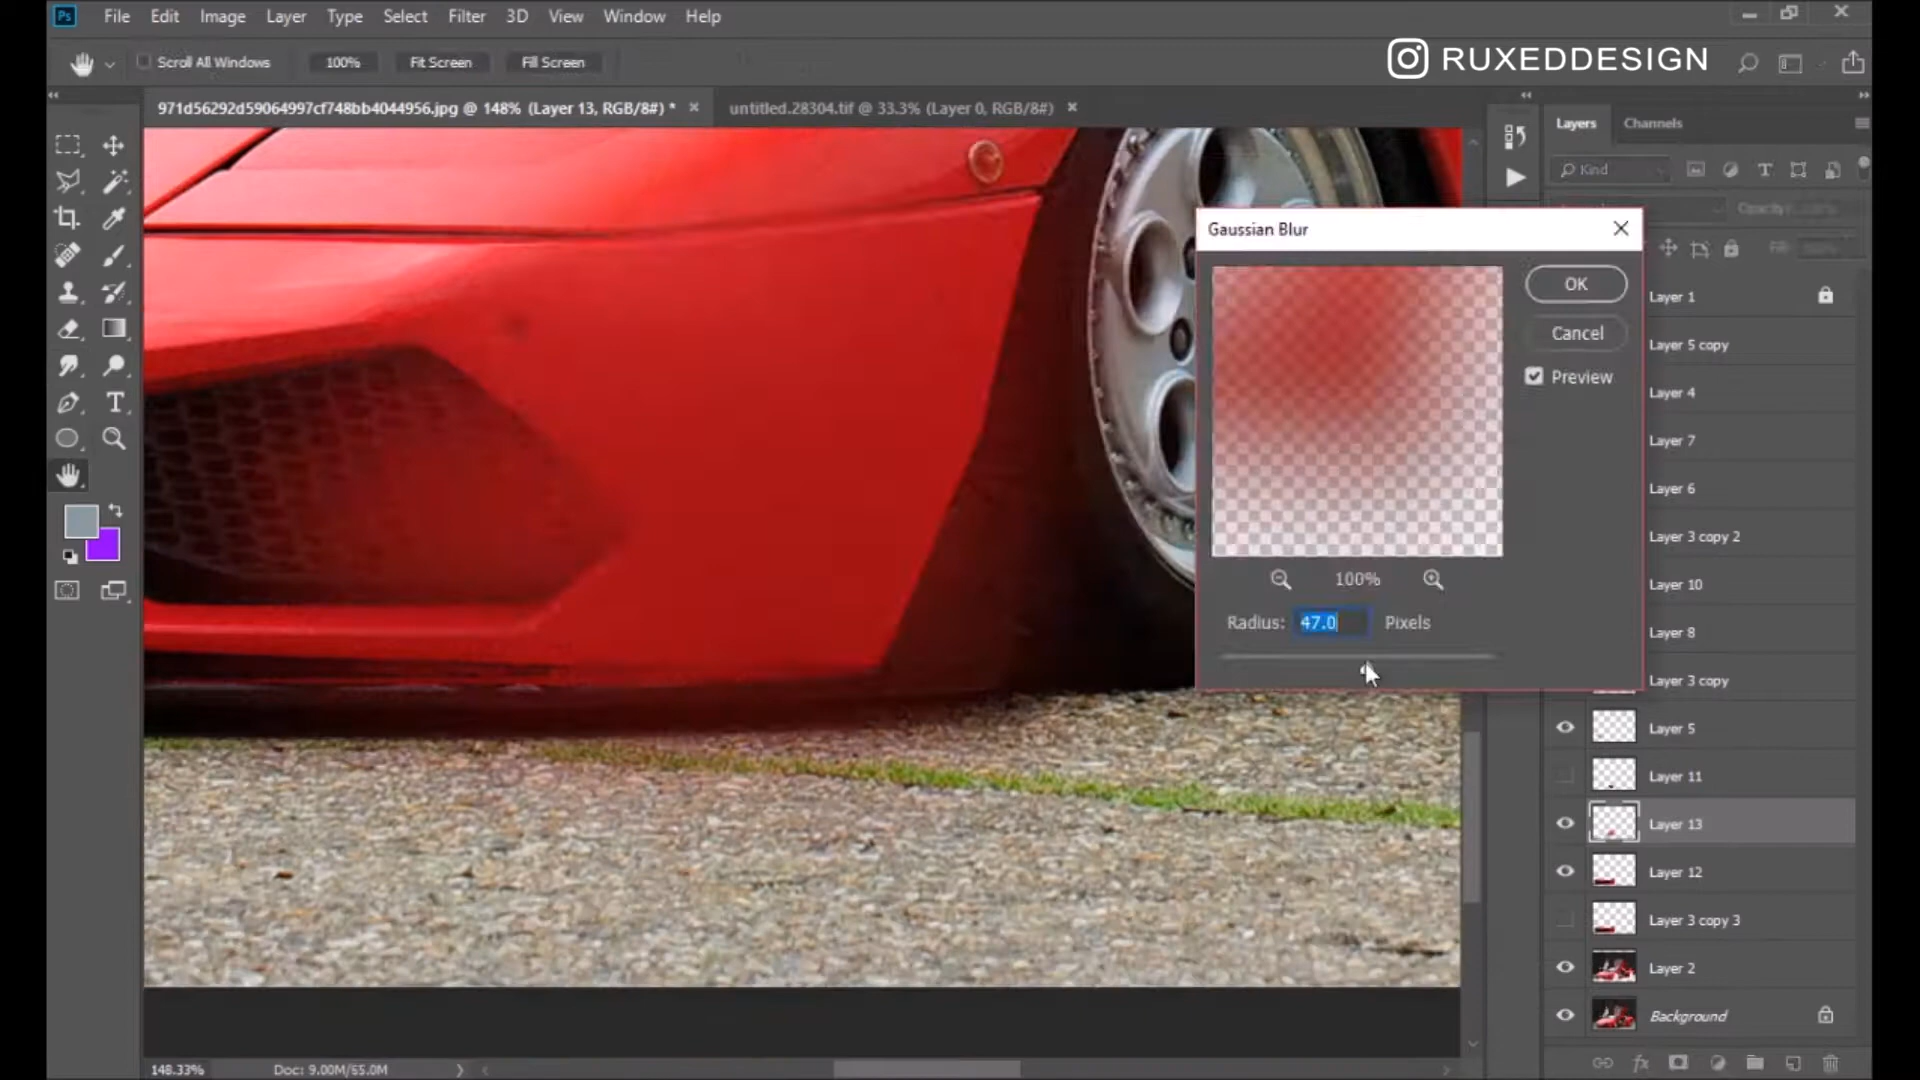 Ps File Edit Image Layer Type Select Filter 3D View Window Help
Scroll All Windows 100% Fit Screen Fill Screen
RUXEDDESIGN
971d56292d59064997cf748bb4044956.jpg @ 148% (Layer 13, RGB/8#) *
untitled.28304.tif @ 33.3% (Layer 0, RGB/8#)
Layers Channels
Kind
Opacity:
Fill:
Gaussian Blur
OK
Cancel
Preview
100%
Radius: 47.0 Pixels
Layer 1
Layer 5 copy
Layer 4
Layer 7
Layer 6
Layer 3 copy 2
Layer 10
Layer 8
Layer 3 copy
Layer 5
Layer 11
Layer 13
Layer 12
Layer 3 copy 3
Layer 2
Background
148.33% Doc: 9.00M/65.0M